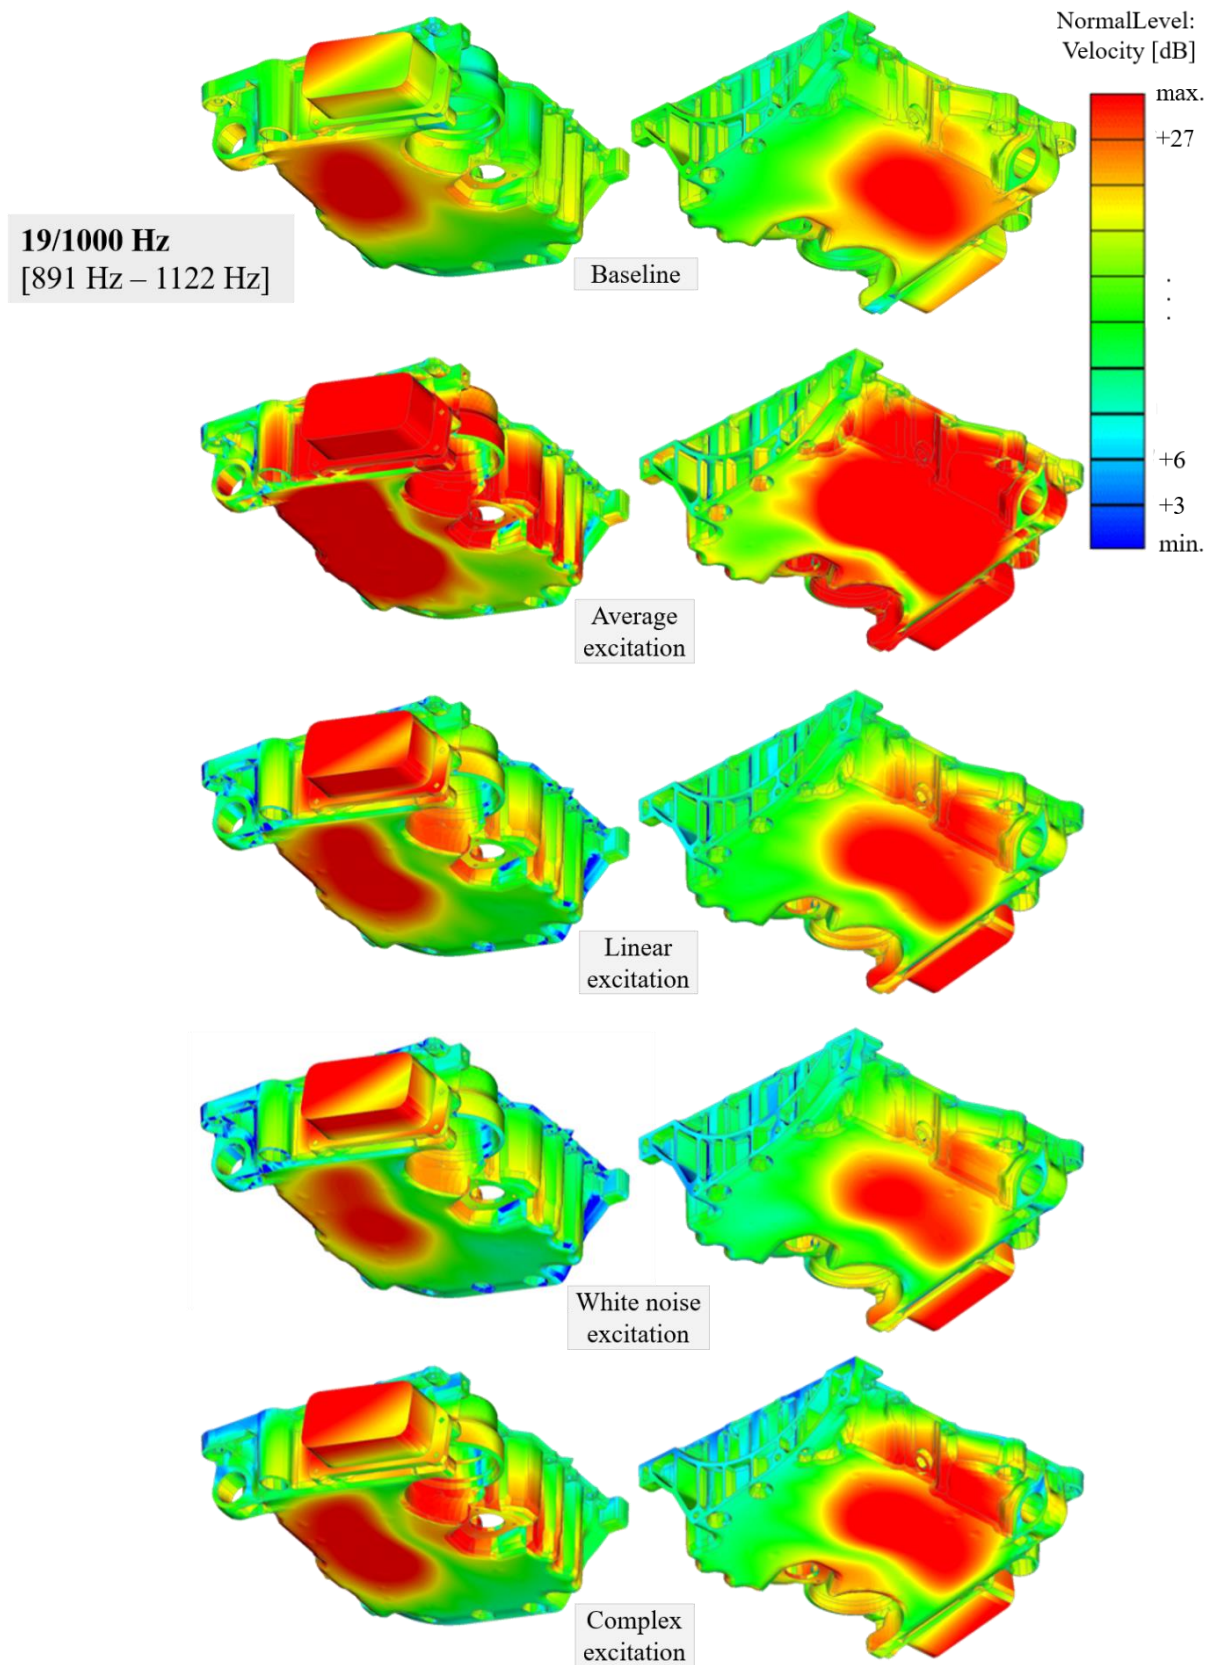 NormalLevel:
Velocity [dB]
max.
+27
.
.
.
+6
+3
min.
19/1000 Hz
[891 Hz – 1122 Hz]
Baseline
Average
excitation
Linear
excitation
White noise
excitation
Complex
excitation